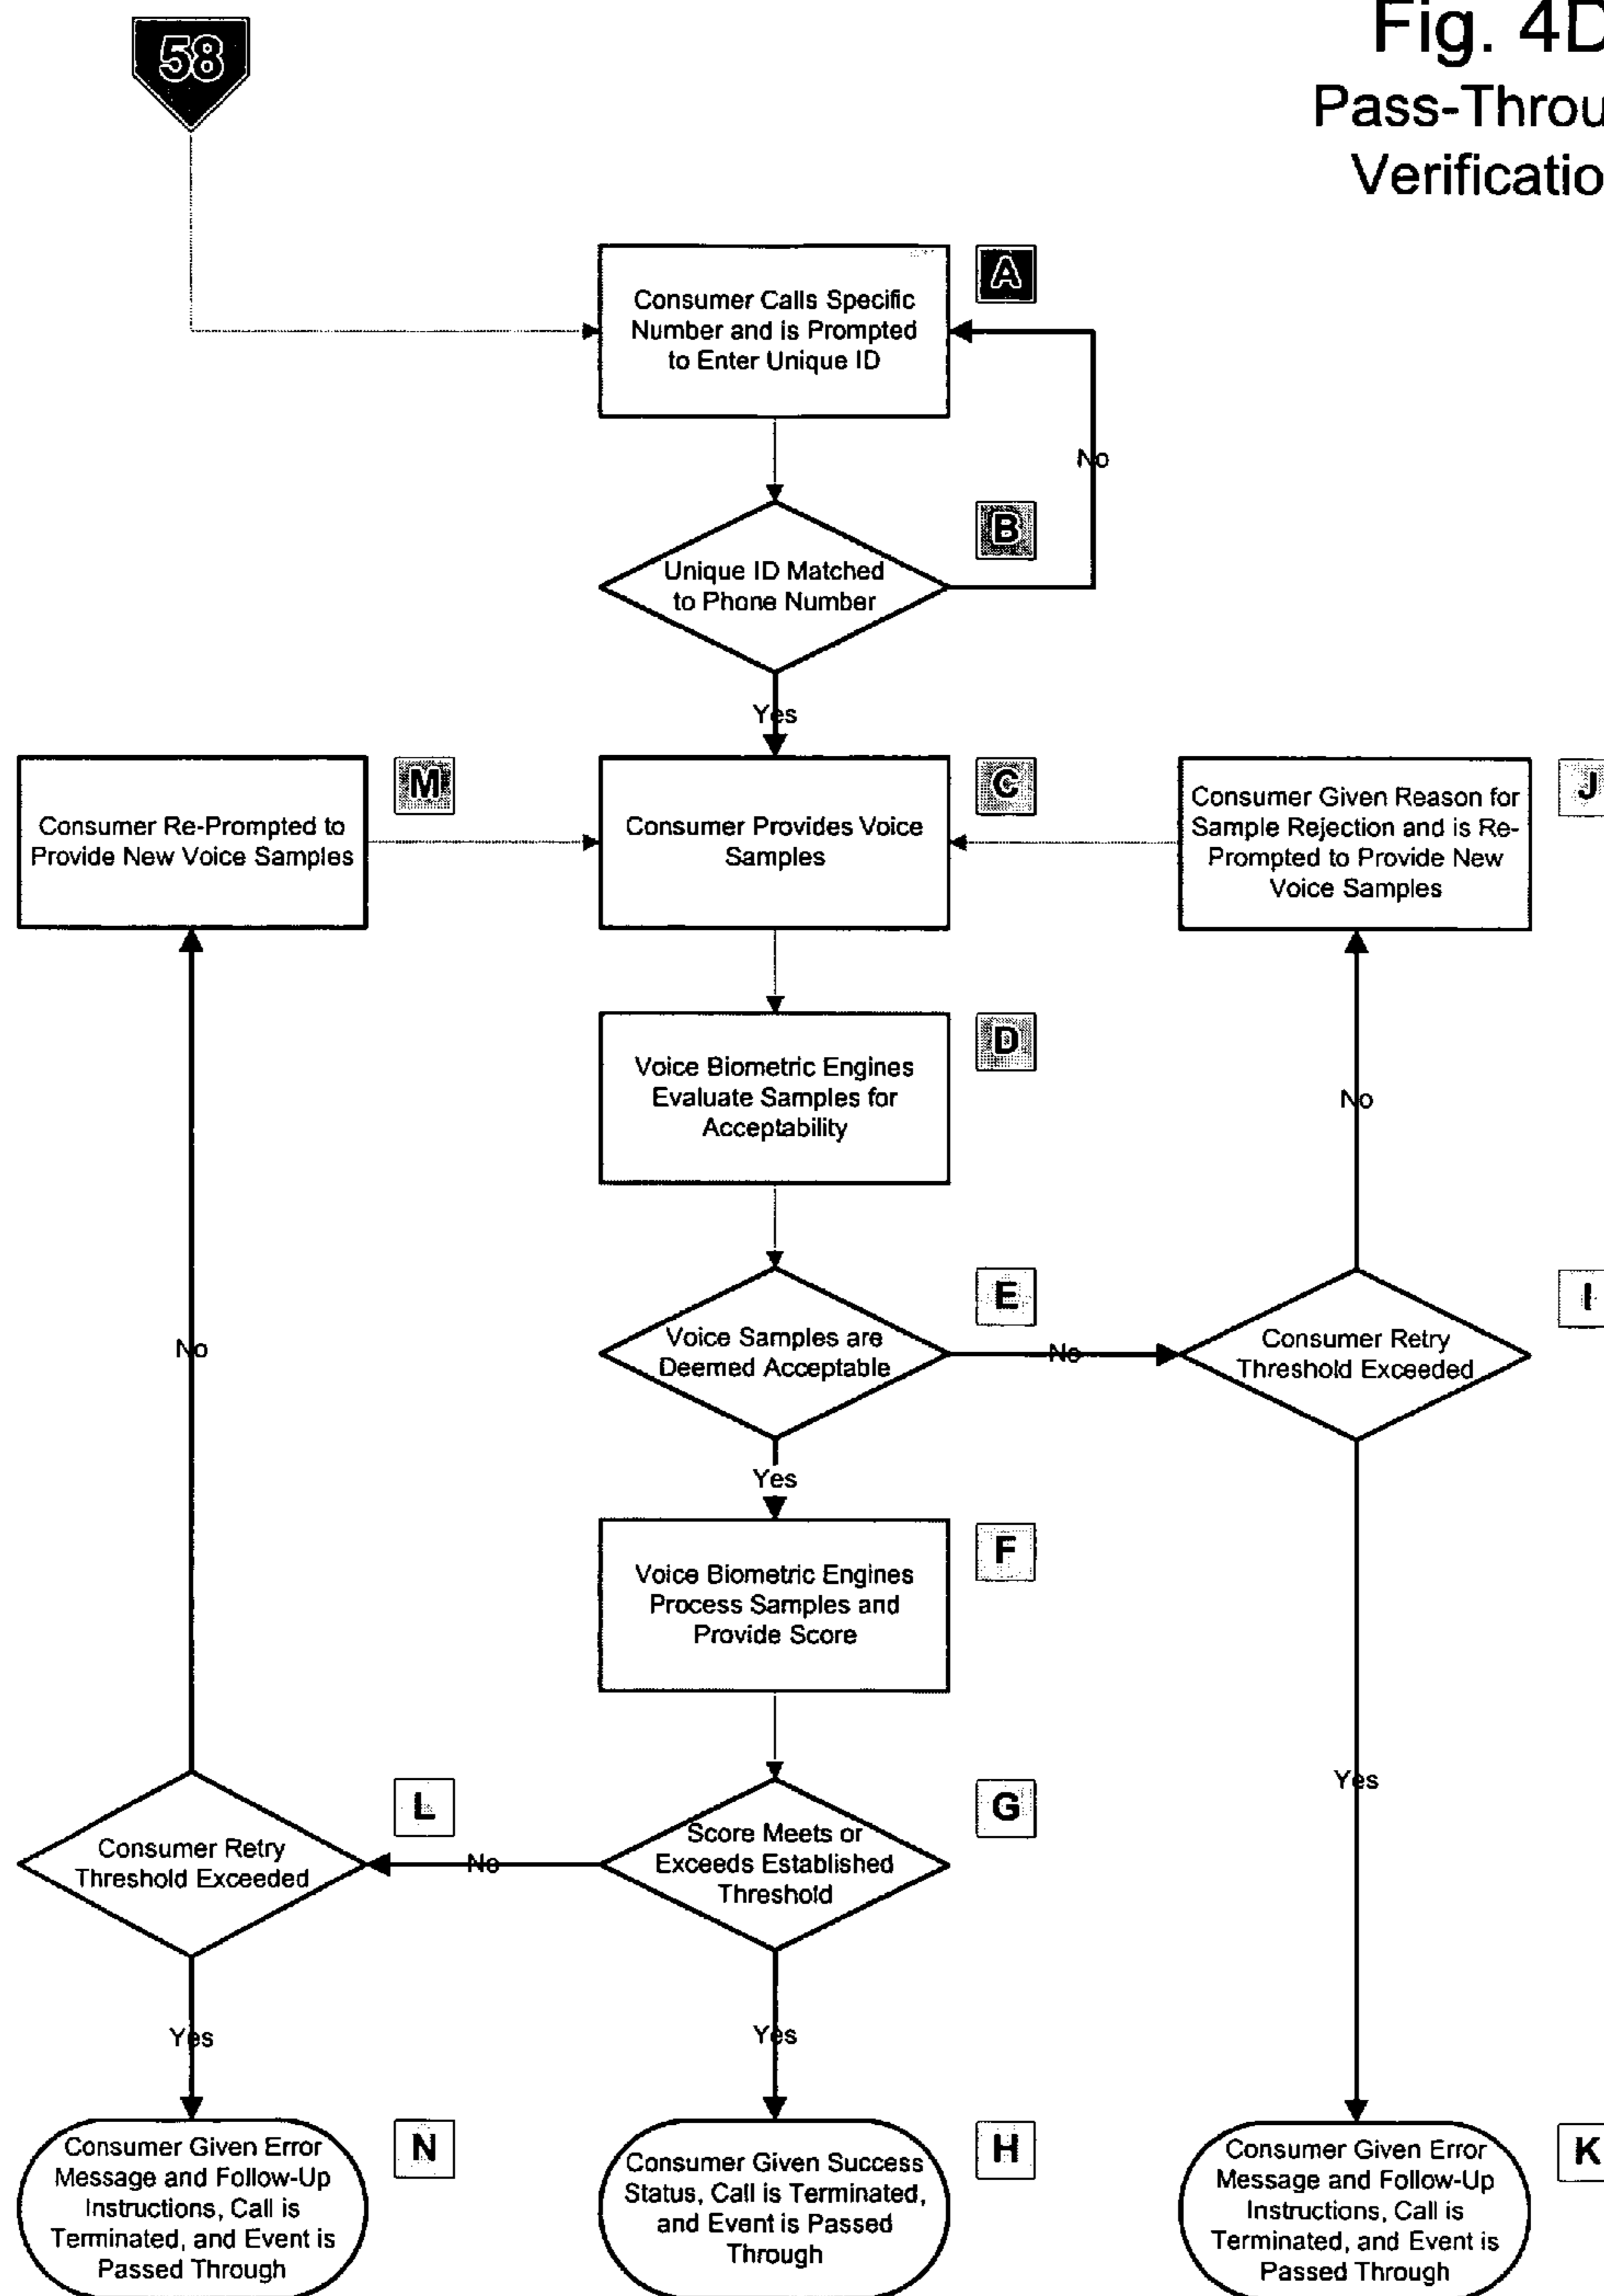 58
Fig. 4D
Pass-Throu
Verificatio
Consumer Calls Specific
Number and is Prompted
to Enter Unique ID
A
No
Unique ID Matched
to Phone Number
B
Yes
Consumer Re-Prompted to
Provide New Voice Samples
M
Consumer Provides Voice
Samples
C
Consumer Given Reason for
Sample Rejection and is Re-
Prompted to Provide New
Voice Samples
J
Voice Biometric Engines
Evaluate Samples for
Acceptability
D
No
No
Voice Samples are
Deemed Acceptable
E
No
Consumer Retry
Threshold Exceeded
I
Yes
Voice Biometric Engines
Process Samples and
Provide Score
F
Consumer Retry
Threshold Exceeded
L
No
Score Meets or
Exceeds Established
Threshold
G
Yes
Yes
Yes
Consumer Given Error
Message and Follow-Up
Instructions, Call is
Terminated, and Event is
Passed Through
N
Consumer Given Success
Status, Call is Terminated,
and Event is Passed
Through
H
Consumer Given Error
Message and Follow-Up
Instructions, Call is
Terminated, and Event is
Passed Through
K